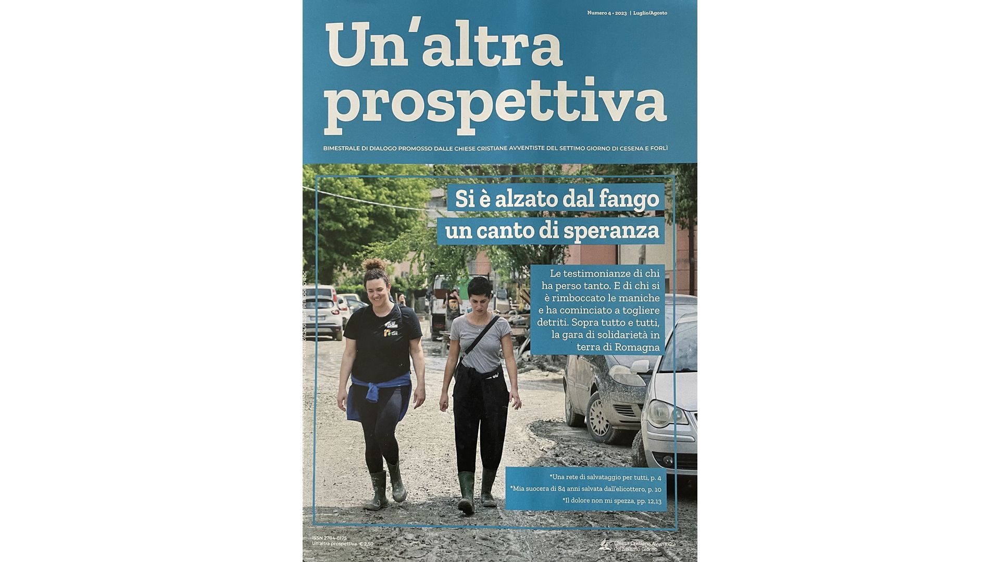 Numero 4 • 2023 | Luglio/Agosto
Un'altra
prospettiva
BIMESTRALE DI DIALOGO PROMOSSO DALLE CHIESE CRISTIANE AVVENTISTE DEL SETTIMO GIORNO DI CESENA E FORLÌ
Si è alzato dal fango
un canto di speranza
Le testimonianze di chi
ha perso tanto. E di chi si
è rimboccato le maniche
e ha cominciato a togliere
detriti. Sopra tutto e tutti,
la gara di solidarietà in
terra di Romagna
*Una rete di salvataggio per tutti, p. 4
*Mia suocera di 84 anni salvata dall'elicottero, p. 10
*Il dolore non mi spezza, pp. 12,13
PERIODICO ROC
ISSN 2784-8175
Un'altra prospettiva € 2,50
Chiesa Cristiana Avventista
del Settimo Giorno